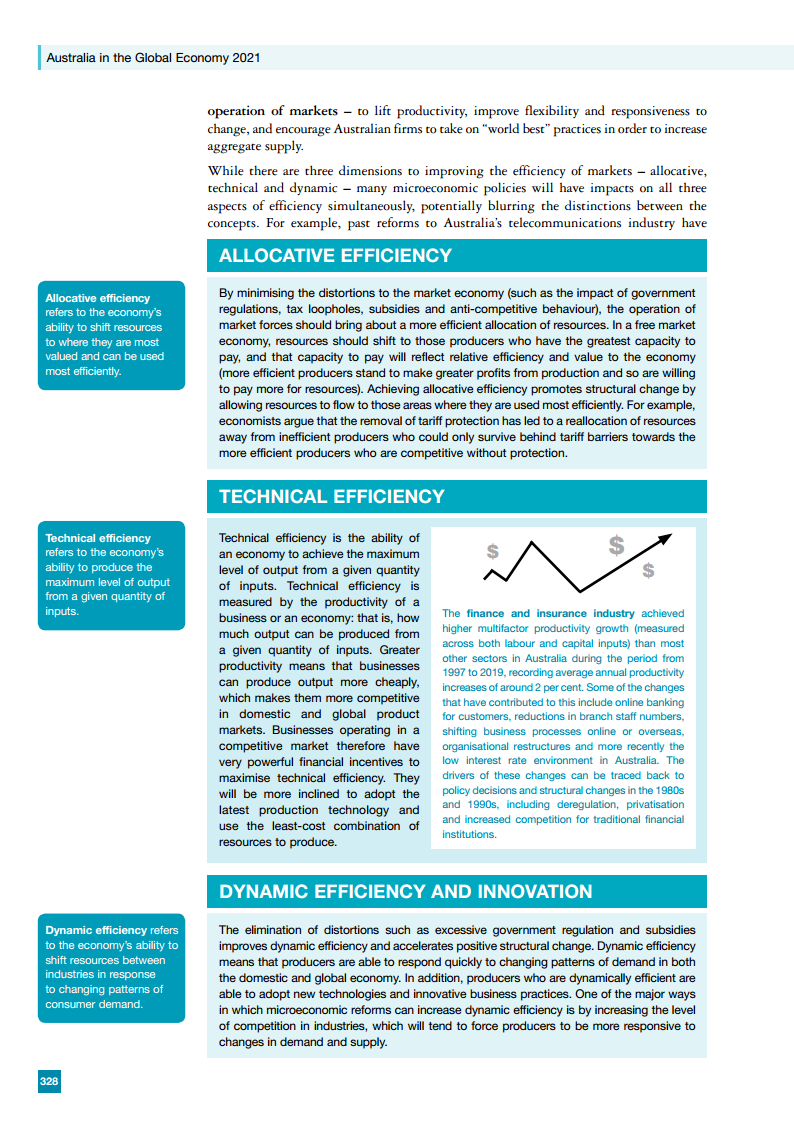 Australia in the Global Economy 2021
operation of markets – to lift productivity, improve flexibility and responsiveness to
change, and encourage Australian firms to take on “world best” practices in order to increase
aggregate supply.
While there are three dimensions to improving the efficiency of markets – allocative,
technical and dynamic – many microeconomic policies will have impacts on all three
aspects of efficiency simultaneously, potentially blurring the distinctions between the
concepts. For example, past reforms to Australia’s telecommunications industry have
ALLOCATIVE EFFICIENCY
Allocative efficiency
refers to the economy’s
ability to shift resources
to where they are most
valued and can be used
most efficiently.
By minimising the distortions to the market economy (such as the impact of government
regulations, tax loopholes, subsidies and anti-competitive behaviour), the operation of
market forces should bring about a more efficient allocation of resources. In a free market
economy, resources should shift to those producers who have the greatest capacity to
pay, and that capacity to pay will reflect relative efficiency and value to the economy
(more efficient producers stand to make greater profits from production and so are willing
to pay more for resources). Achieving allocative efficiency promotes structural change by
allowing resources to flow to those areas where they are used most efficiently. For example,
economists argue that the removal of tariff protection has led to a reallocation of resources
away from inefficient producers who could only survive behind tariff barriers towards the
more efficient producers who are competitive without protection.
TECHNICAL EFFICIENCY
Technical efficiency
refers to the economy’s
ability to produce the
maximum level of output
from a given quantity of
inputs.
Technical efficiency is the ability of
an economy to achieve the maximum
level of output from a given quantity
of inputs. Technical efficiency is
measured by the productivity of a
business or an economy: that is, how
much output can be produced from
a given quantity of inputs. Greater
productivity means that businesses
can produce output more cheaply,
which makes them more competitive
in domestic and global product
markets. Businesses operating in a
competitive market therefore have
very powerful financial incentives to
maximise technical efficiency. They
will be more inclined to adopt the
latest production technology and
use the least-cost combination of
resources to produce.
$ $ $
The finance and insurance industry achieved
higher multifactor productivity growth (measured
across both labour and capital inputs) than most
other sectors in Australia during the period from
1997 to 2019, recording average annual productivity
increases of around 2 per cent. Some of the changes
that have contributed to this include online banking
for customers, reductions in branch staff numbers,
shifting business processes online or overseas,
organisational restructures and more recently the
low interest rate environment in Australia. The
drivers of these changes can be traced back to
policy decisions and structural changes in the 1980s
and 1990s, including deregulation, privatisation
and increased competition for traditional financial
institutions.
DYNAMIC EFFICIENCY AND INNOVATION
Dynamic efficiency refers
to the economy’s ability to
shift resources between
industries in response
to changing patterns of
consumer demand.
The elimination of distortions such as excessive government regulation and subsidies
improves dynamic efficiency and accelerates positive structural change. Dynamic efficiency
means that producers are able to respond quickly to changing patterns of demand in both
the domestic and global economy. In addition, producers who are dynamically efficient are
able to adopt new technologies and innovative business practices. One of the major ways
in which microeconomic reforms can increase dynamic efficiency is by increasing the level
of competition in industries, which will tend to force producers to be more responsive to
changes in demand and supply.
328